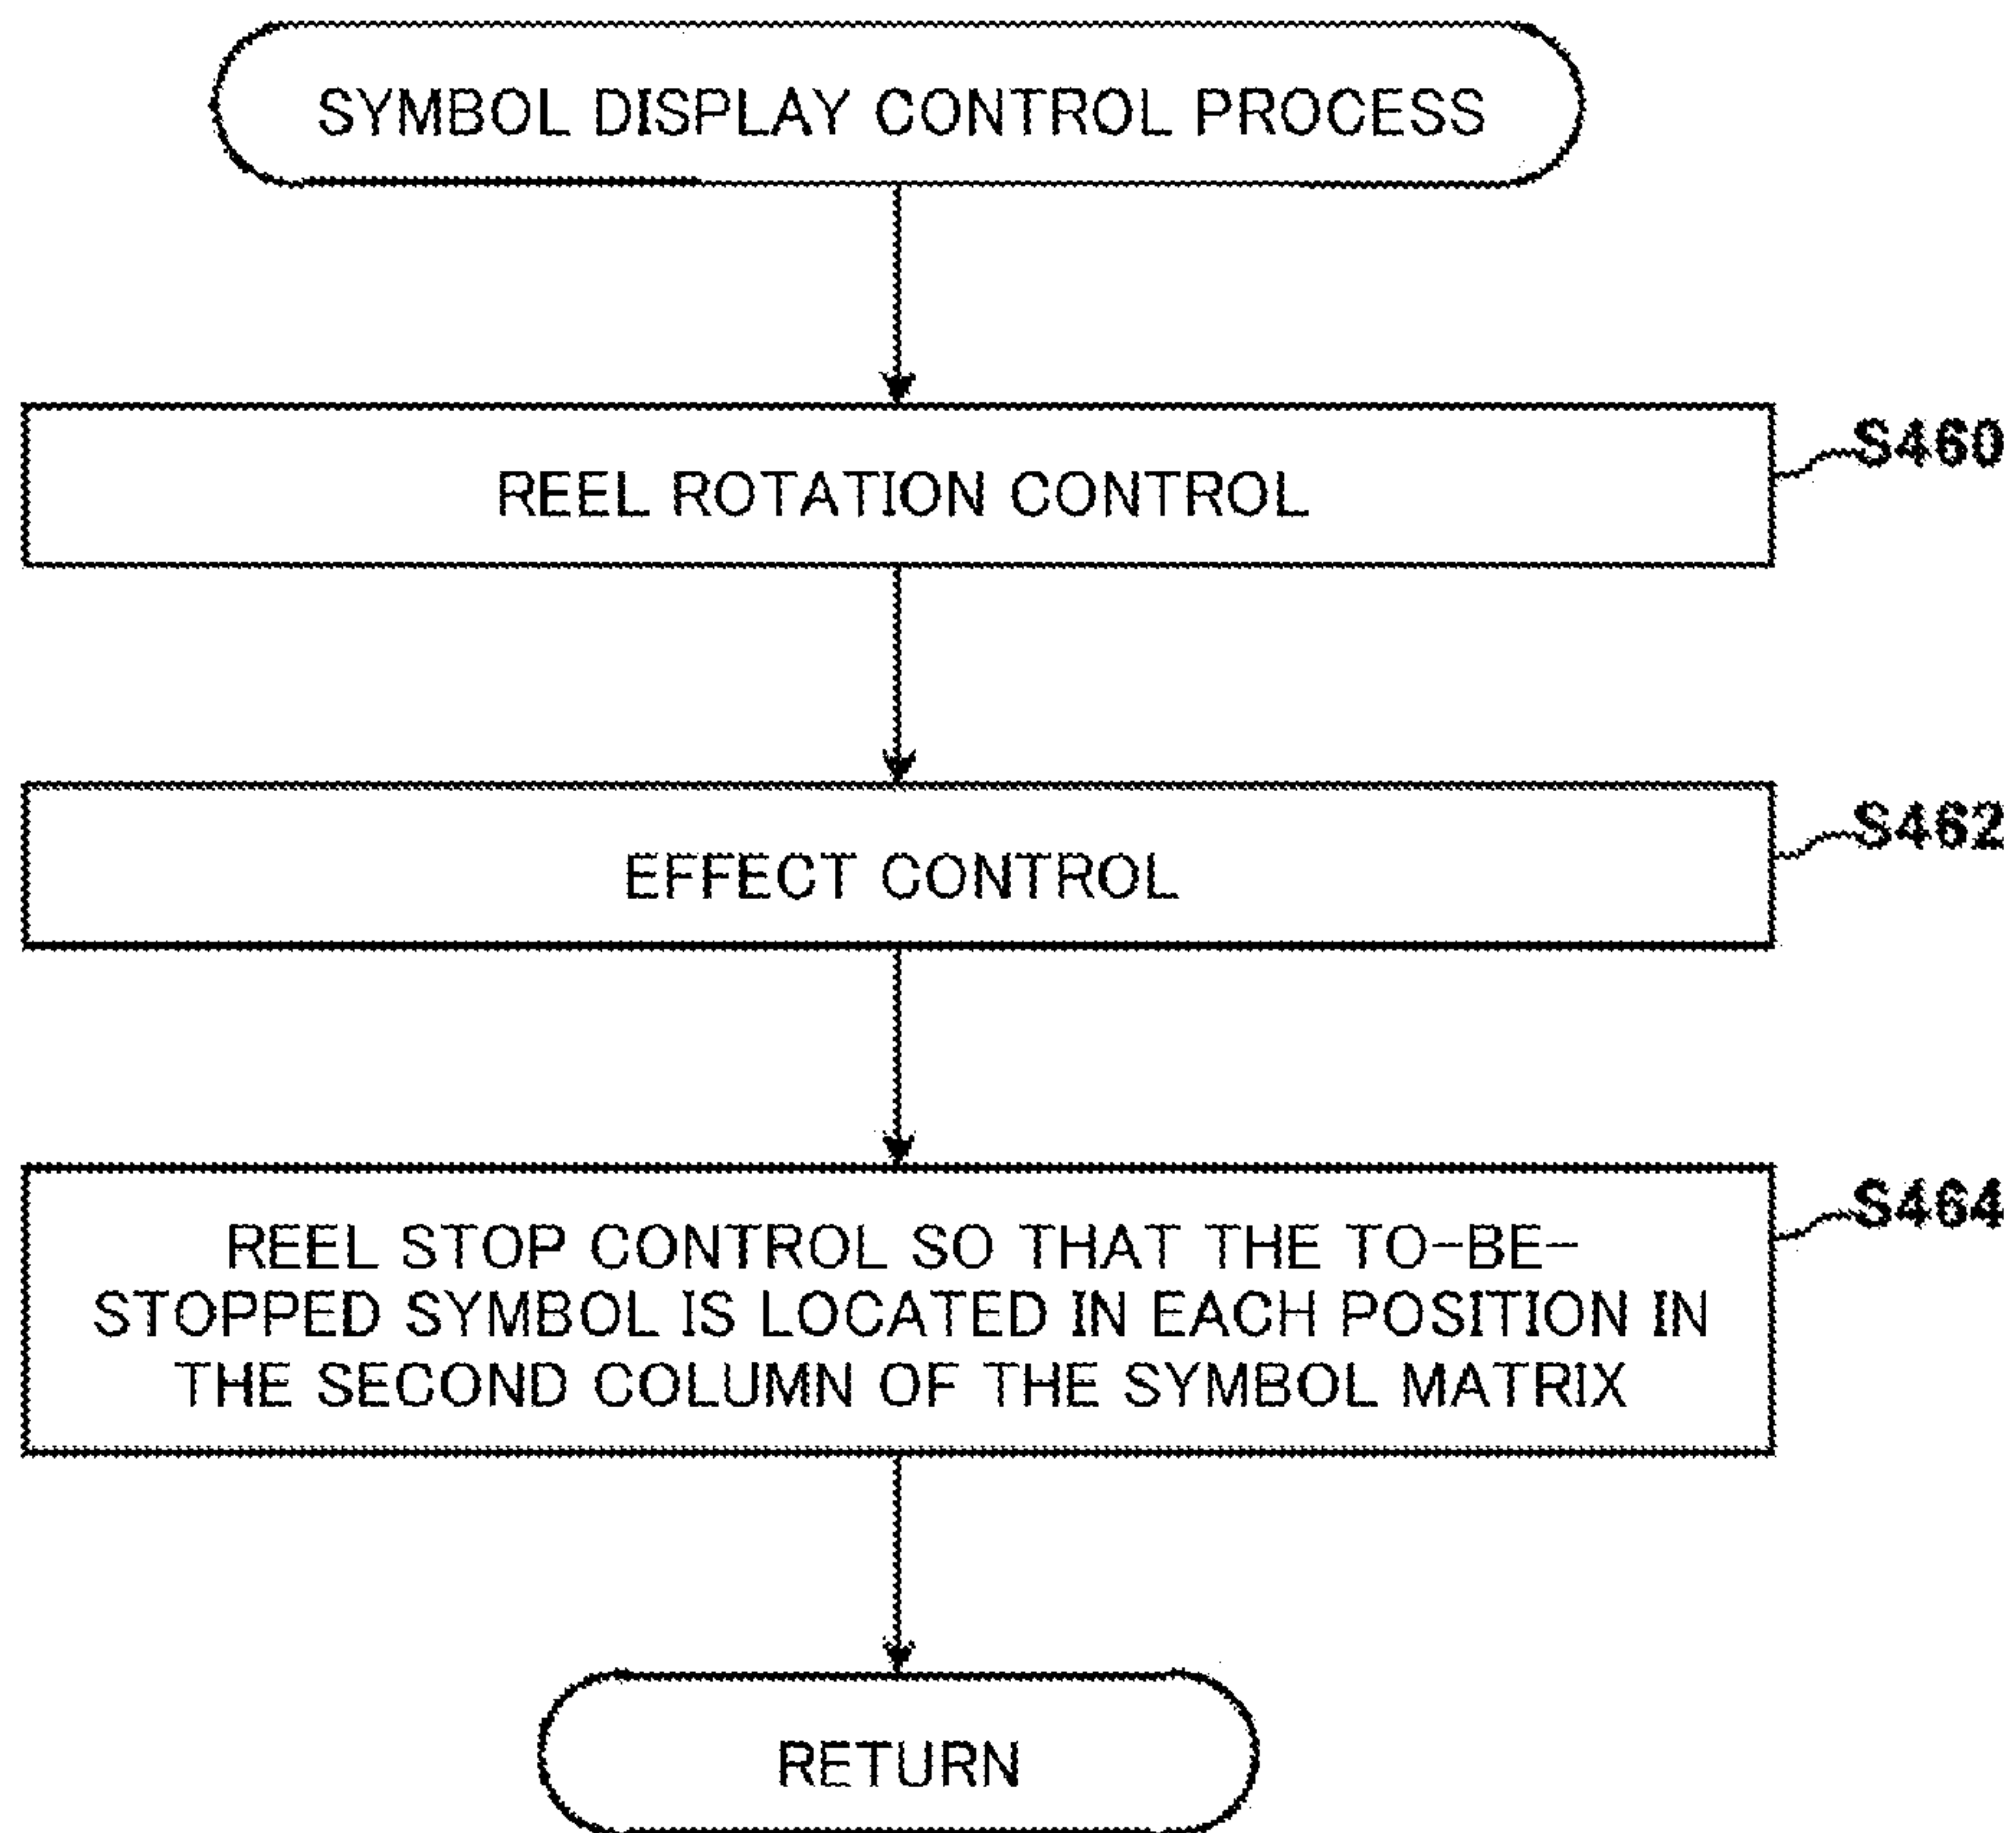 SYMBOL DISPLAY CONTROL PROCESS
REEL ROTATION CONTROL
S460
EFFECT CONTROL
S462
REEL STOP CONTROL SO THAT THE TO-BE-
STOPPED SYMBOL IS LOCATED IN EACH POSITION IN
THE SECOND COLUMN OF THE SYMBOL MATRIX
S464
RETURN